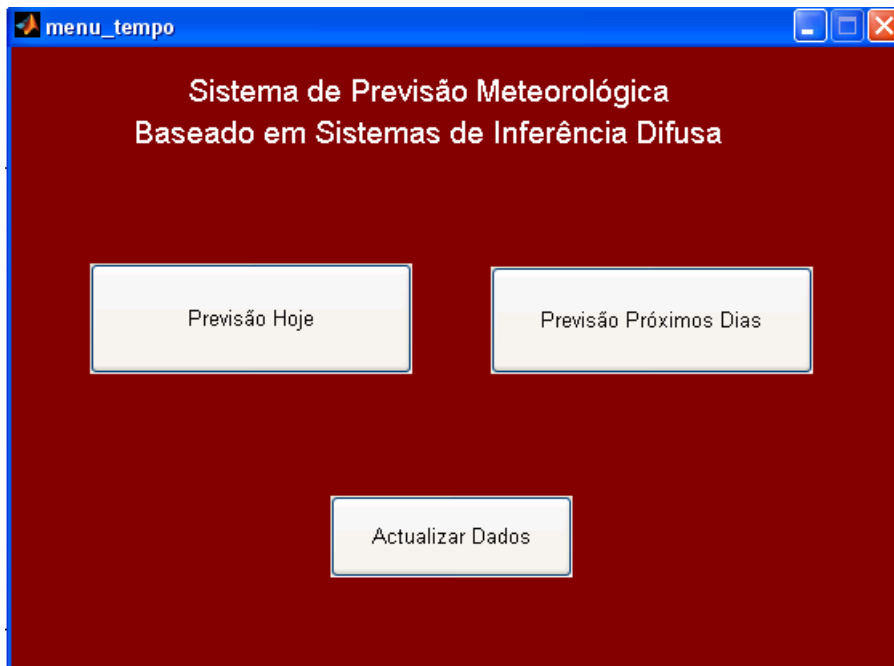 menu_tempo
Sistema de Previsão Meteorológica
Baseado em Sistemas de Inferência Difusa
Previsão Hoje
Previsão Próximos Dias
Actualizar Dados